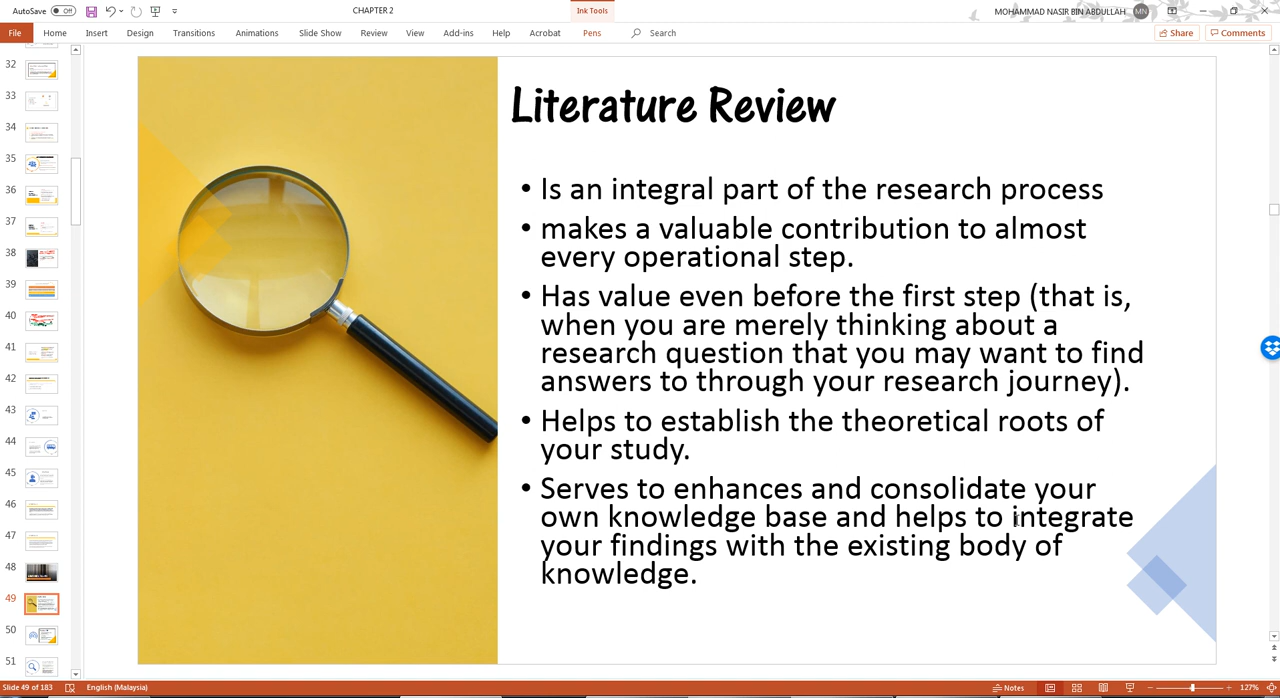 AutoSave Off CHAPTER 2 Ink Tools MOHAMMAD NASIR BIN ABDULLAH MN
File Home Insert Design Transitions Animations Slide Show Review View Add-ins Help Acrobat Pens Search Share Comments
32
33
34
35
36
37
38
39
40
41
42
43
44
45
46
47
48
49
50
51
Literature Review
• Is an integral part of the research process
• makes a valuable contribution to almost
every operational step.
• Has value even before the first step (that is,
when you are merely thinking about a
research question that you may want to find
answers to through your research journey).
• Helps to establish the theoretical roots of
your study.
• Serves to enhances and consolidate your
own knowledge base and helps to integrate
your findings with the existing body of
knowledge.
Slide 49 of 183 English (Malaysia) Notes 127%